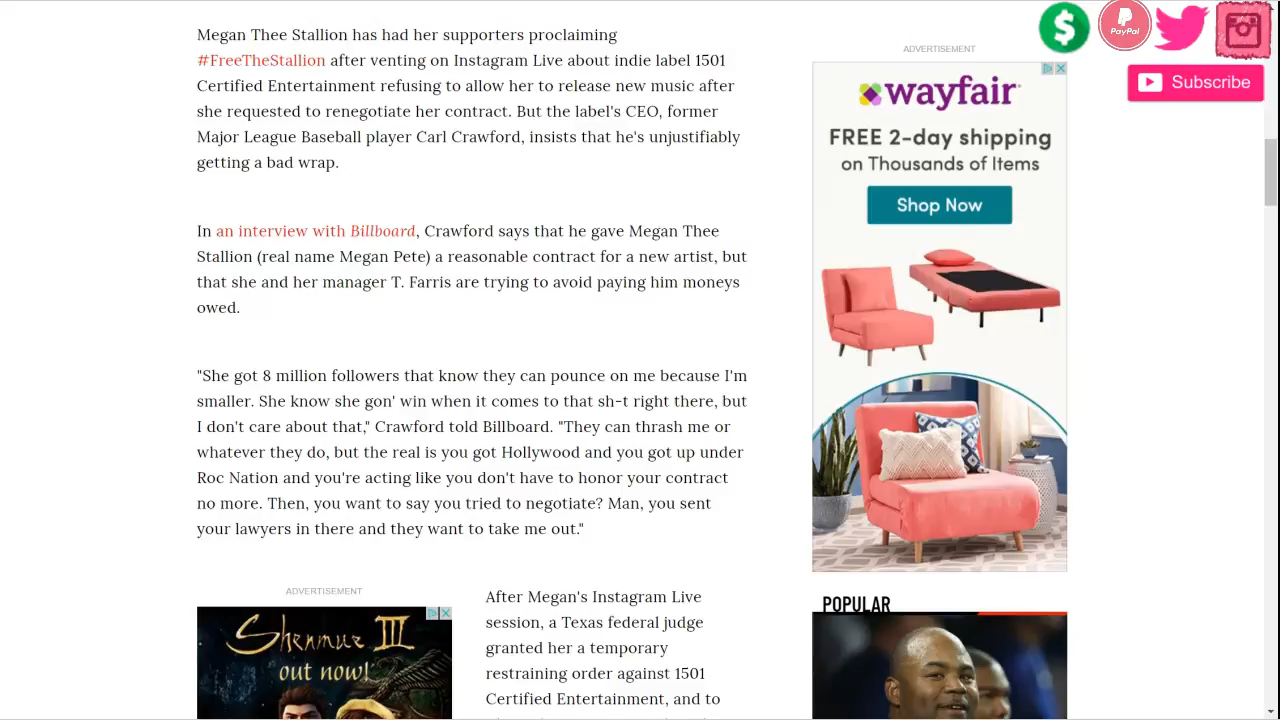 Megan Thee Stallion has had her supporters proclaiming
#FreeTheStallion after venting on Instagram Live about indie label 1501
Certified Entertainment refusing to allow her to release new music after
she requested to renegotiate her contract. But the label's CEO, former
Major League Baseball player Carl Crawford, insists that he's unjustifiably
getting a bad wrap.
In an interview with Billboard, Crawford says that he gave Megan Thee
Stallion (real name Megan Pete) a reasonable contract for a new artist, but
that she and her manager T. Farris are trying to avoid paying him moneys
owed.
"She got 8 million followers that know they can pounce on me because I'm
smaller. She know she gon' win when it comes to that sh-t right there, but
I don't care about that," Crawford told Billboard. "They can thrash me or
whatever they do, but the real is you got Hollywood and you got up under
Roc Nation and you're acting like you don't have to honor your contract
no more. Then, you want to say you tried to negotiate? Man, you sent
your lawyers in there and they want to take me out."
ADVERTISEMENT
Shenmue III
out now!
After Megan's Instagram Live
session, a Texas federal judge
granted her a temporary
restraining order against 1501
Certified Entertainment, and to
ADVERTISEMENT
wayfair
FREE 2-day shipping
on Thousands of Items
Shop Now
POPULAR
$
PayPal
Subscribe